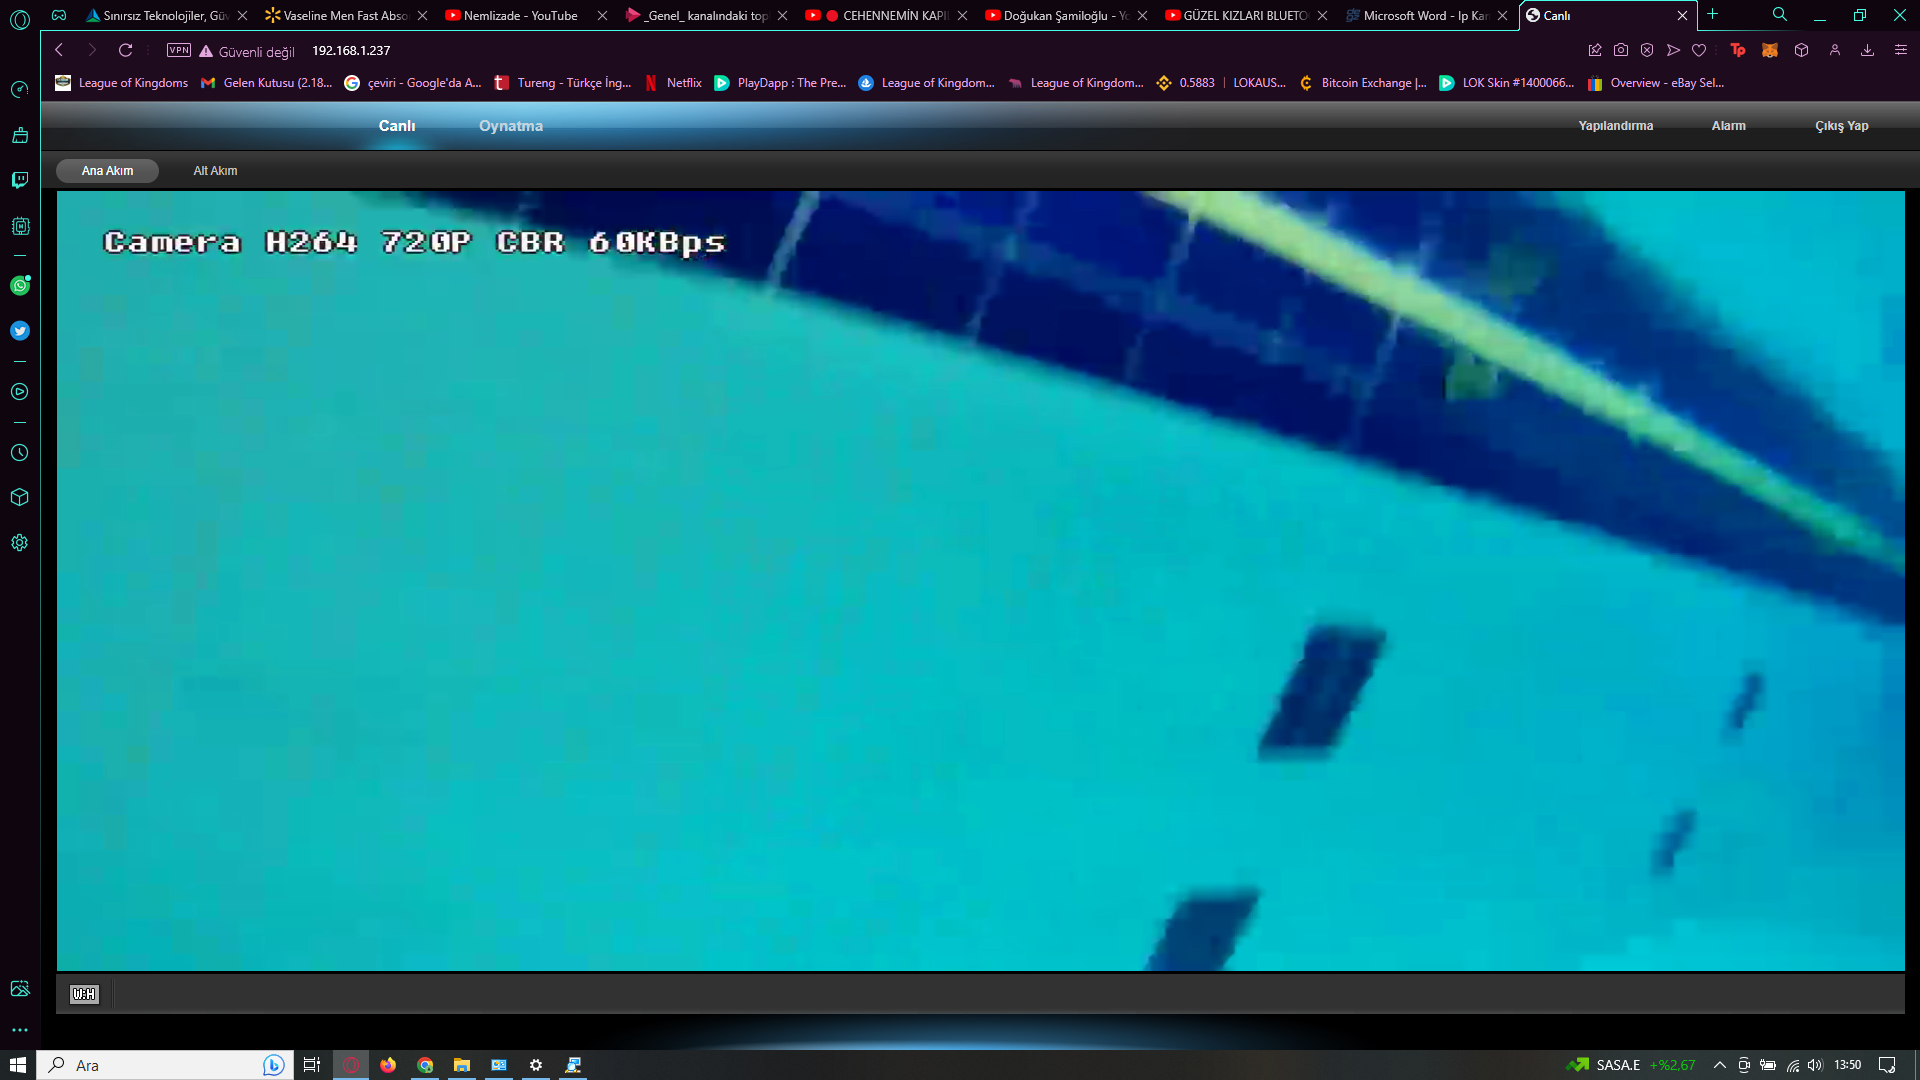 Sınırsız Teknolojiler, Güv
Vaseline Men Fast Abso
Nemlizade - YouTube
_Genel_ kanalındaki top
CEHENNEMİN KAPI
Doğukan Şamiloğlu - Yo
GÜZEL KIZLARI BLUETO
Microsoft Word - Ip Kam
Canlı
VPN
Güvenli değil
192.168.1.237
Tp
League of Kingdoms
Gelen Kutusu (2.18...
çeviri - Google'da A...
Tureng - Türkçe İng...
Netflix
PlayDapp : The Pre...
League of Kingdom...
League of Kingdom...
0.5883 | LOKAUS...
Bitcoin Exchange |...
LOK Skin #1400066...
Overview - eBay Sel...
Canlı
Oynatma
Yapılandırma
Alarm
Çıkış Yap
Ana Akım
Alt Akım
Camera H264 720P CBR 60KBps
W:H
Ara
SASA.E +%2,67
13:50